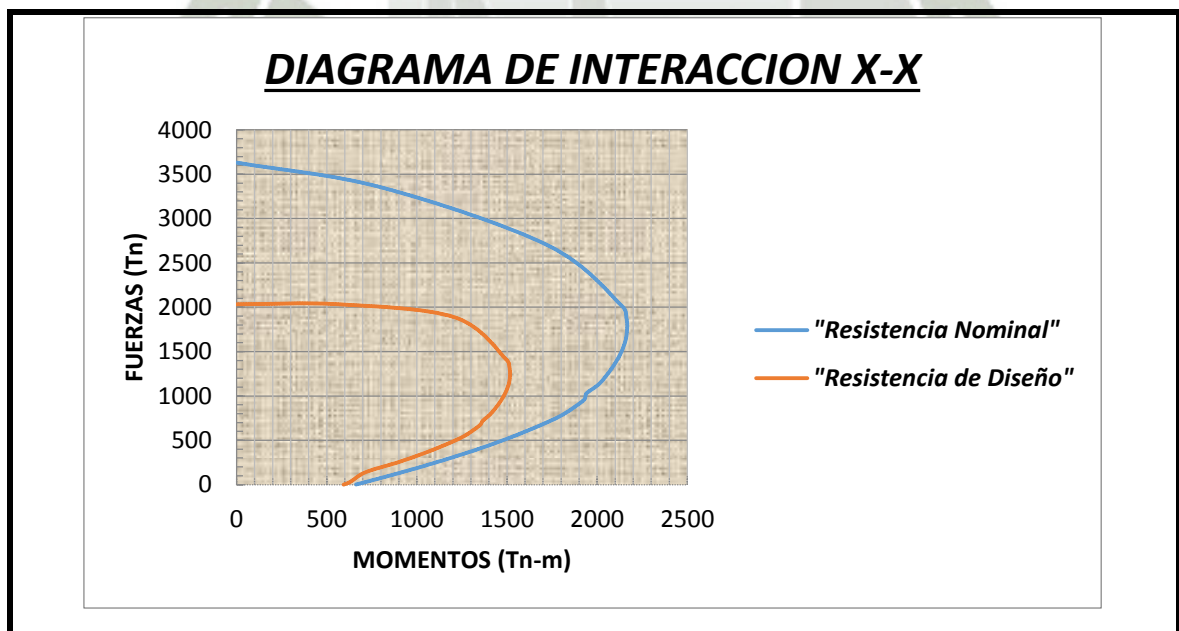 DIAGRAMA DE INTERACCION X-X
4000
3500
3000
2500
2000
1500
1000
500
0
FUERZAS (Tn)
0 500 1000 1500 2000 2500
MOMENTOS (Tn-m)
"Resistencia Nominal"
"Resistencia de Diseño"